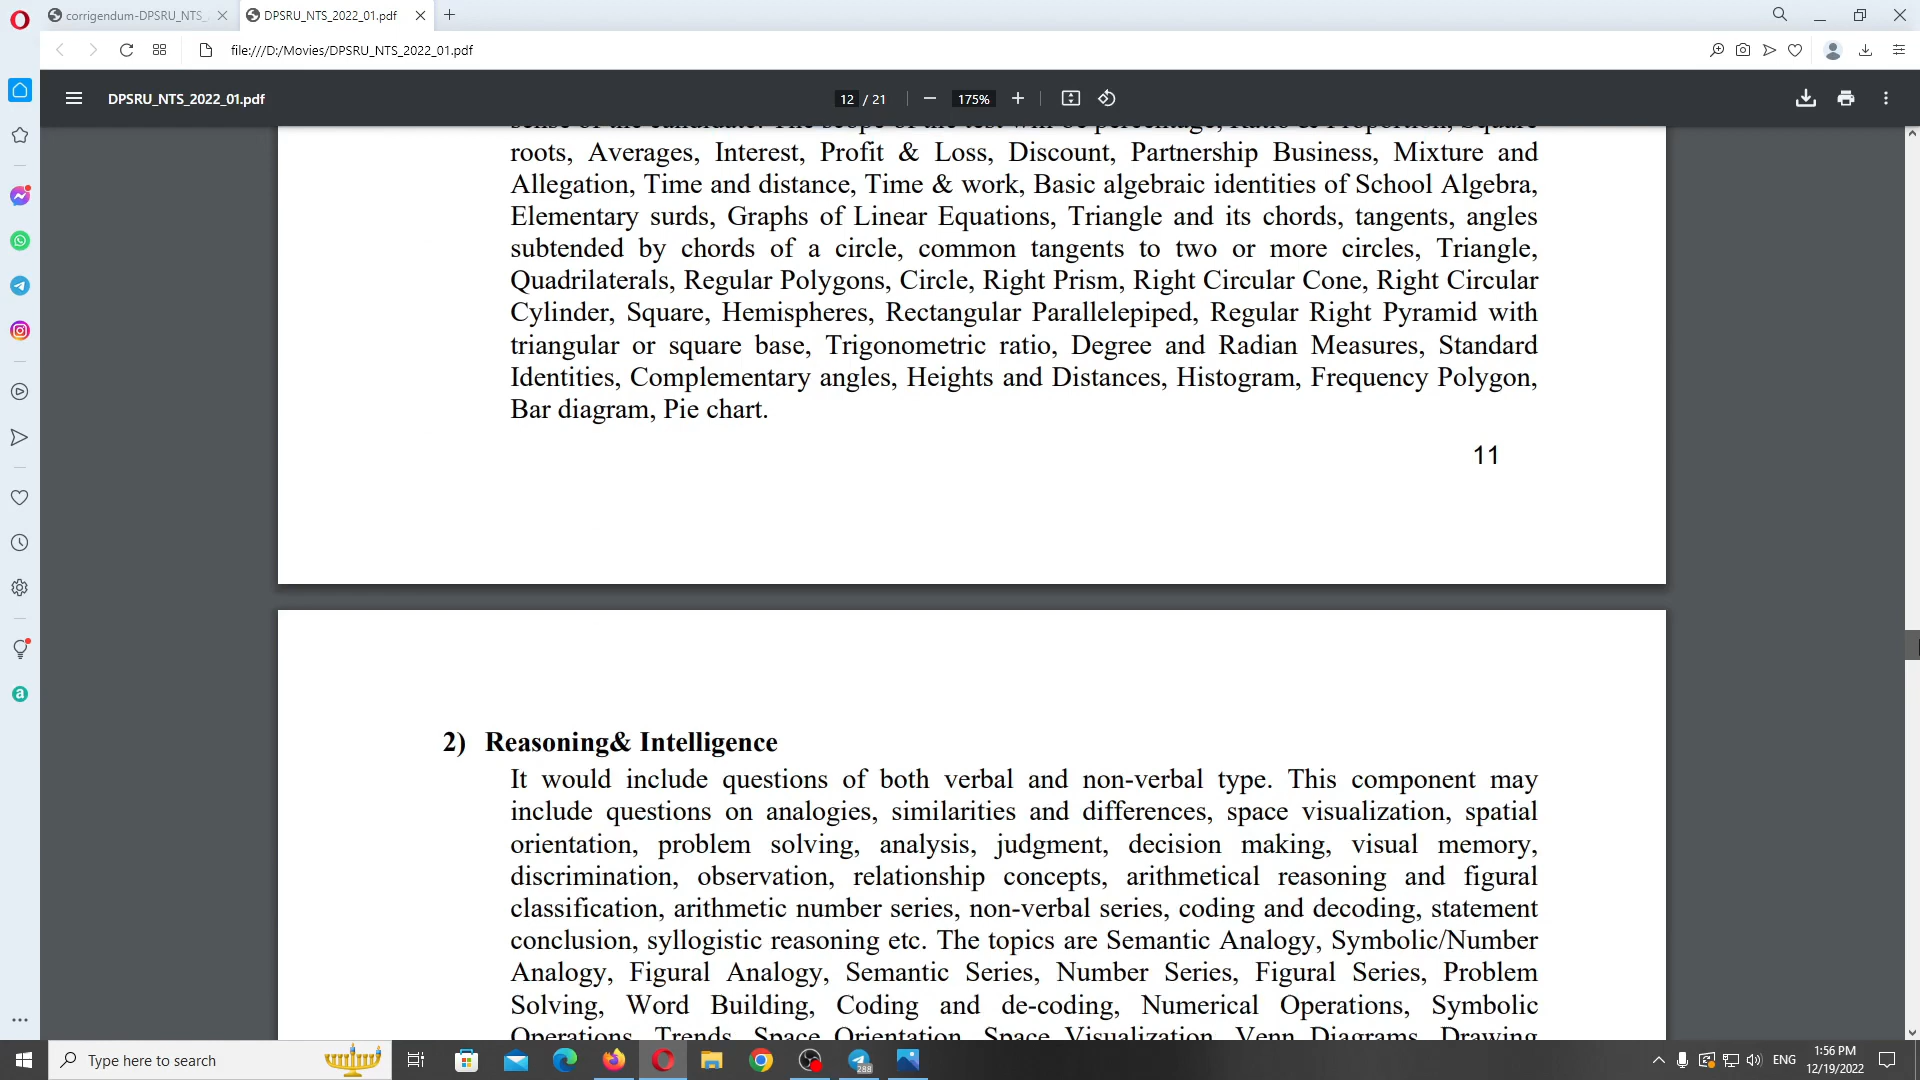 corrigendum-DPSRU_NTS_
DPSRU_NTS_2022_01.pdf
file:///D:/Movies/DPSRU_NTS_2022_01.pdf
DPSRU_NTS_2022_01.pdf
12 / 21
175%
sense of the candidate. The scope of the test will be percentage, Ratio & Proportion, Square
roots, Averages, Interest, Profit & Loss, Discount, Partnership Business, Mixture and
Allegation, Time and distance, Time & work, Basic algebraic identities of School Algebra,
Elementary surds, Graphs of Linear Equations, Triangle and its chords, tangents, angles
subtended by chords of a circle, common tangents to two or more circles, Triangle,
Quadrilaterals, Regular Polygons, Circle, Right Prism, Right Circular Cone, Right Circular
Cylinder, Square, Hemispheres, Rectangular Parallelepiped, Regular Right Pyramid with
triangular or square base, Trigonometric ratio, Degree and Radian Measures, Standard
Identities, Complementary angles, Heights and Distances, Histogram, Frequency Polygon,
Bar diagram, Pie chart.
11
2) Reasoning& Intelligence
It would include questions of both verbal and non-verbal type. This component may
include questions on analogies, similarities and differences, space visualization, spatial
orientation, problem solving, analysis, judgment, decision making, visual memory,
discrimination, observation, relationship concepts, arithmetical reasoning and figural
classification, arithmetic number series, non-verbal series, coding and decoding, statement
conclusion, syllogistic reasoning etc. The topics are Semantic Analogy, Symbolic/Number
Analogy, Figural Analogy, Semantic Series, Number Series, Figural Series, Problem
Solving, Word Building, Coding and de-coding, Numerical Operations, Symbolic
Operations, Trends, Space Orientation, Space Visualization, Venn Diagrams, Drawing
Type here to search
288
ENG
1:56 PM
12/19/2022